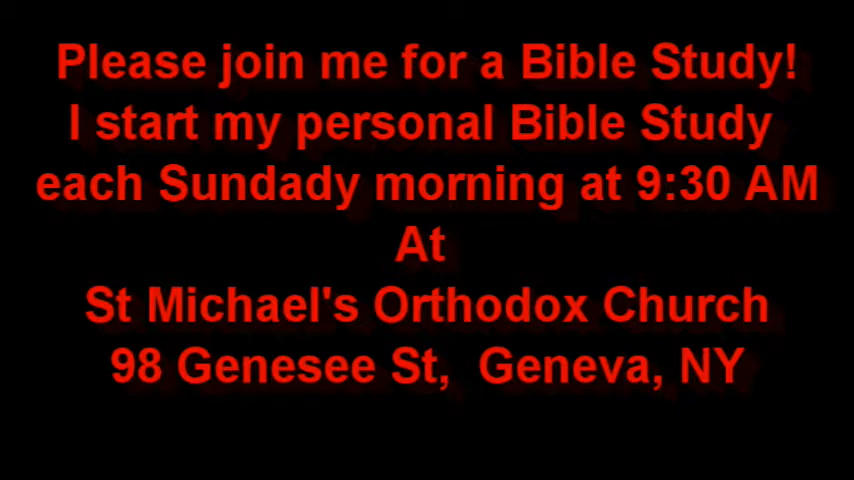 Please join me for a Bible Study!
I start my personal Bible Study
each Sundady morning at 9:30 AM
At
St Michael's Orthodox Church
98 Genesee St,  Geneva, NY